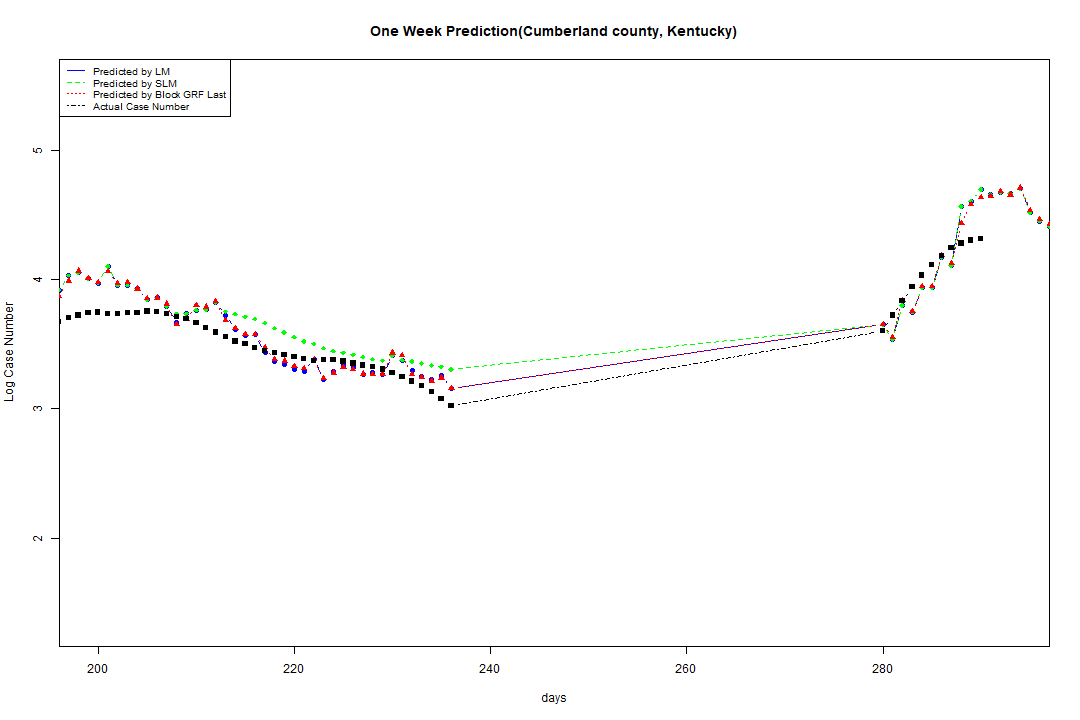 One Week Prediction(Cumberland county, Kentucky)
Predicted by LM
Predicted by SLM
Predicted by Block GRF Last
Actual Case Number
5
4
3
2
Log Case Number
200
220
240
260
280
days